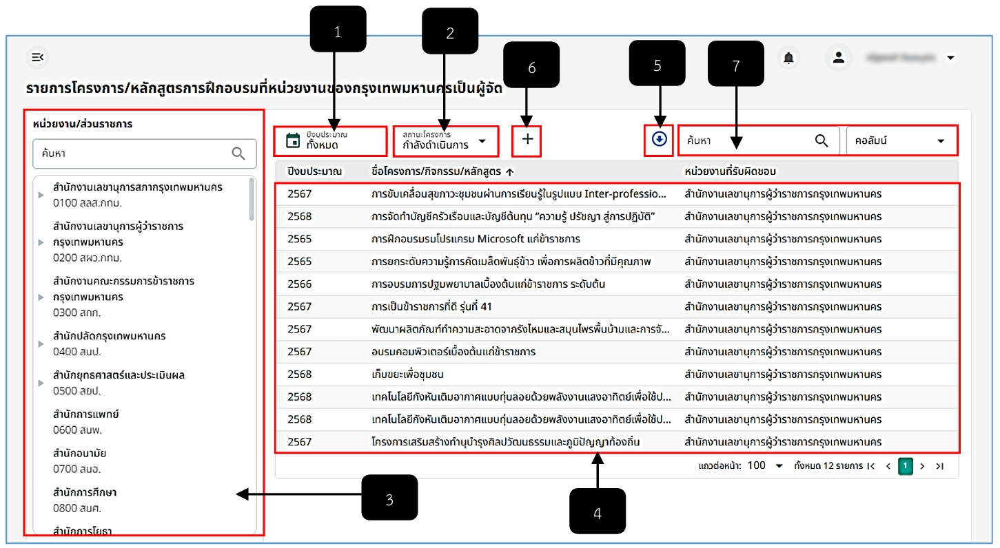 1
2
6
5
7
รายการโครงการ/หลักสูตรการฝึกอบรมที่หน่วยงานของกรุงเทพมหานครเป็นผู้จัด
หน่วยงาน/ส่วนราชการ
ค้นหา
สำนักงานเลขานุการสภากรุงเทพมหานคร
0100 สลส.กทม.
สำนักงานเลขานุการผู้ว่าราชการ
กรุงเทพมหานคร
0200 สผว.กทม.
สำนักงานคณะกรรมการข้าราชการ
กรุงเทพมหานคร
0300 สกก.
สำนักปลัดกรุงเทพมหานคร
0400 สนป.
สำนักยุทธศาสตร์และประเมินผล
0500 สยป.
สำนักการแพทย์
0600 สนพ.
สำนักอนามัย
0700 สนอ.
สำนักการศึกษา
0800 สนศ.
สำนักการโยธา
3
ปีงบประมาณ
ทั้งหมด
สถานะโครงการ
กำลังดำเนินการ
ค้นหา
คอลัมน์
ปีงบประมาณ ชื่อโครงการ/กิจกรรม/หลักสูตร หน่วยงานที่รับผิดชอบ
2567 การขับเคลื่อนสุขภาวะชุมชนผ่านการเรียนรู้ในรูปแบบ Inter-professio... สำนักงานเลขานุการผู้ว่าราชการกรุงเทพมหานคร
2568 การจัดทำบัญชีครัวเรือนและบัญชีต้นทุน “ความรู้ ปรัชญา สู่การปฏิบัติ” สำนักงานเลขานุการผู้ว่าราชการกรุงเทพมหานคร
2565 การฝึกอบรมรมโปรแกรม Microsoft แก่ข้าราชการ สำนักงานเลขานุการผู้ว่าราชการกรุงเทพมหานคร
2565 การยกระดับความรู้การคัดเมล็ดพันธุ์ข้าว เพื่อการผลิตข้าวที่มีคุณภาพ สำนักงานเลขานุการผู้ว่าราชการกรุงเทพมหานคร
2566 การอบรมการปฐมพยาบาลเบื้องต้นแก่ข้าราชการ ระดับต้น สำนักงานเลขานุการผู้ว่าราชการกรุงเทพมหานคร
2567 การเป็นข้าราชการที่ดี รุ่นที่ 41 สำนักงานเลขานุการผู้ว่าราชการกรุงเทพมหานคร
2567 พัฒนาผลิตภัณฑ์ทำความสะอาดจากรังไหมและสมุนไพรพื้นบ้านและการจั... สำนักงานเลขานุการผู้ว่าราชการกรุงเทพมหานคร
2567 อบรมคอมพิวเตอร์เบื้องต้นแก่ข้าราชการ สำนักงานเลขานุการผู้ว่าราชการกรุงเทพมหานคร
2568 เก็บขยะเพื่อชุมชน สำนักงานเลขานุการผู้ว่าราชการกรุงเทพมหานคร
2568 เทคโนโลยีกังหันเติมอากาศแบบทุ่นลอยด้วยพลังงานแสงอาทิตย์เพื่อใช้ป... สำนักงานเลขานุการผู้ว่าราชการกรุงเทพมหานคร
2568 เทคโนโลยีกังหันเติมอากาศแบบทุ่นลอยด้วยพลังงานแสงอาทิตย์เพื่อใช้ป... สำนักงานเลขานุการผู้ว่าราชการกรุงเทพมหานคร
2567 โครงการเสริมสร้างทำนุบำรุงศิลปวัฒนธรรมและภูมิปัญญาท้องถิ่น สำนักงานเลขานุการผู้ว่าราชการกรุงเทพมหานคร
แถวต่อหน้า: 100 ทั้งหมด 12 รายการ 1
4